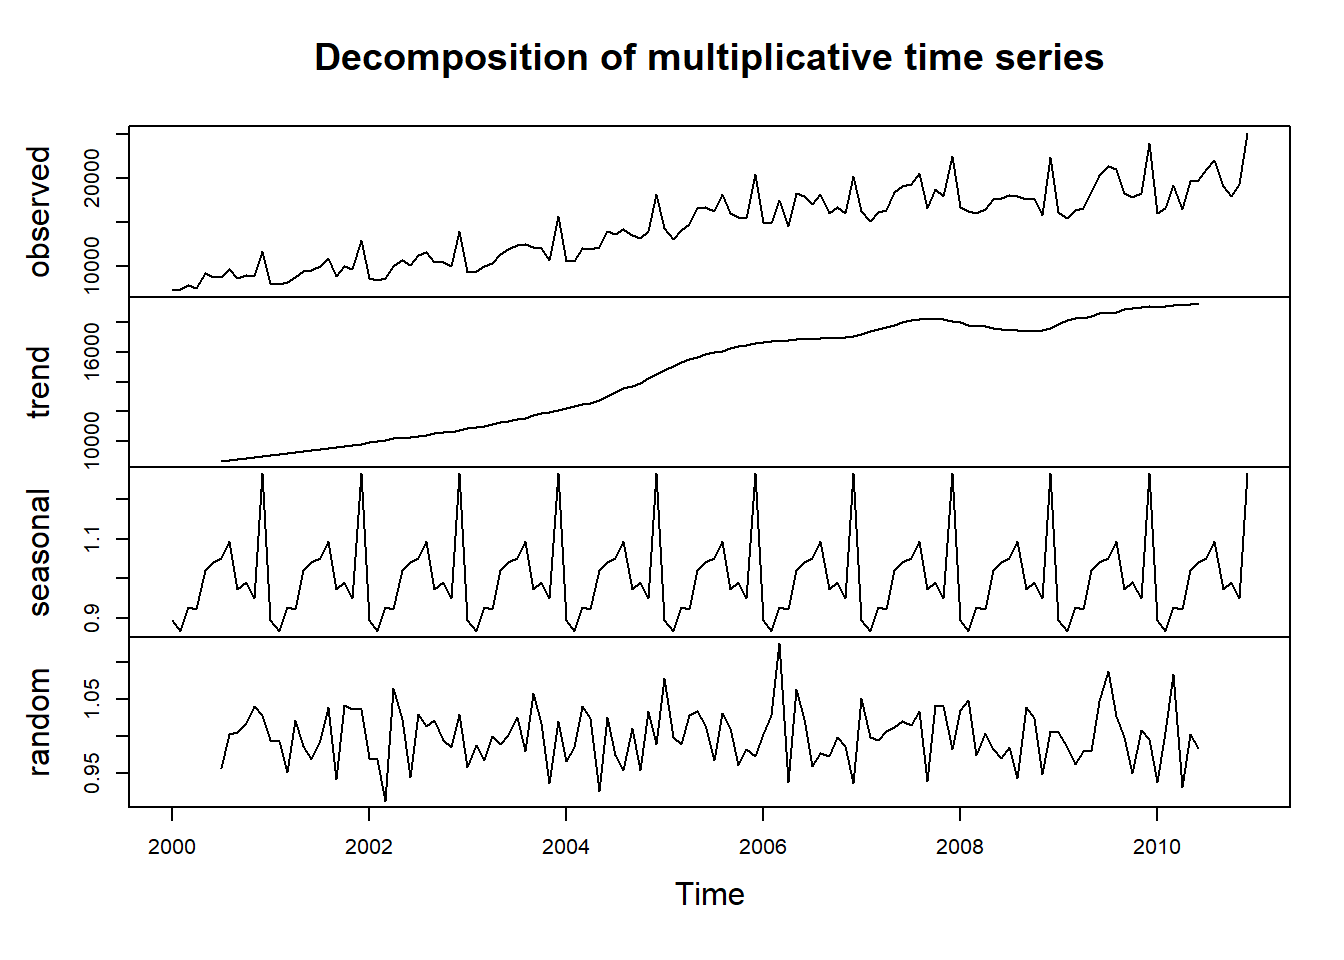 Decomposition of multiplicative time series
observed
10000 20000
trend
10000 16000
seasonal
0.9 1.1
random
0.95 1.05
2000 2002 2004 2006 2008 2010
Time